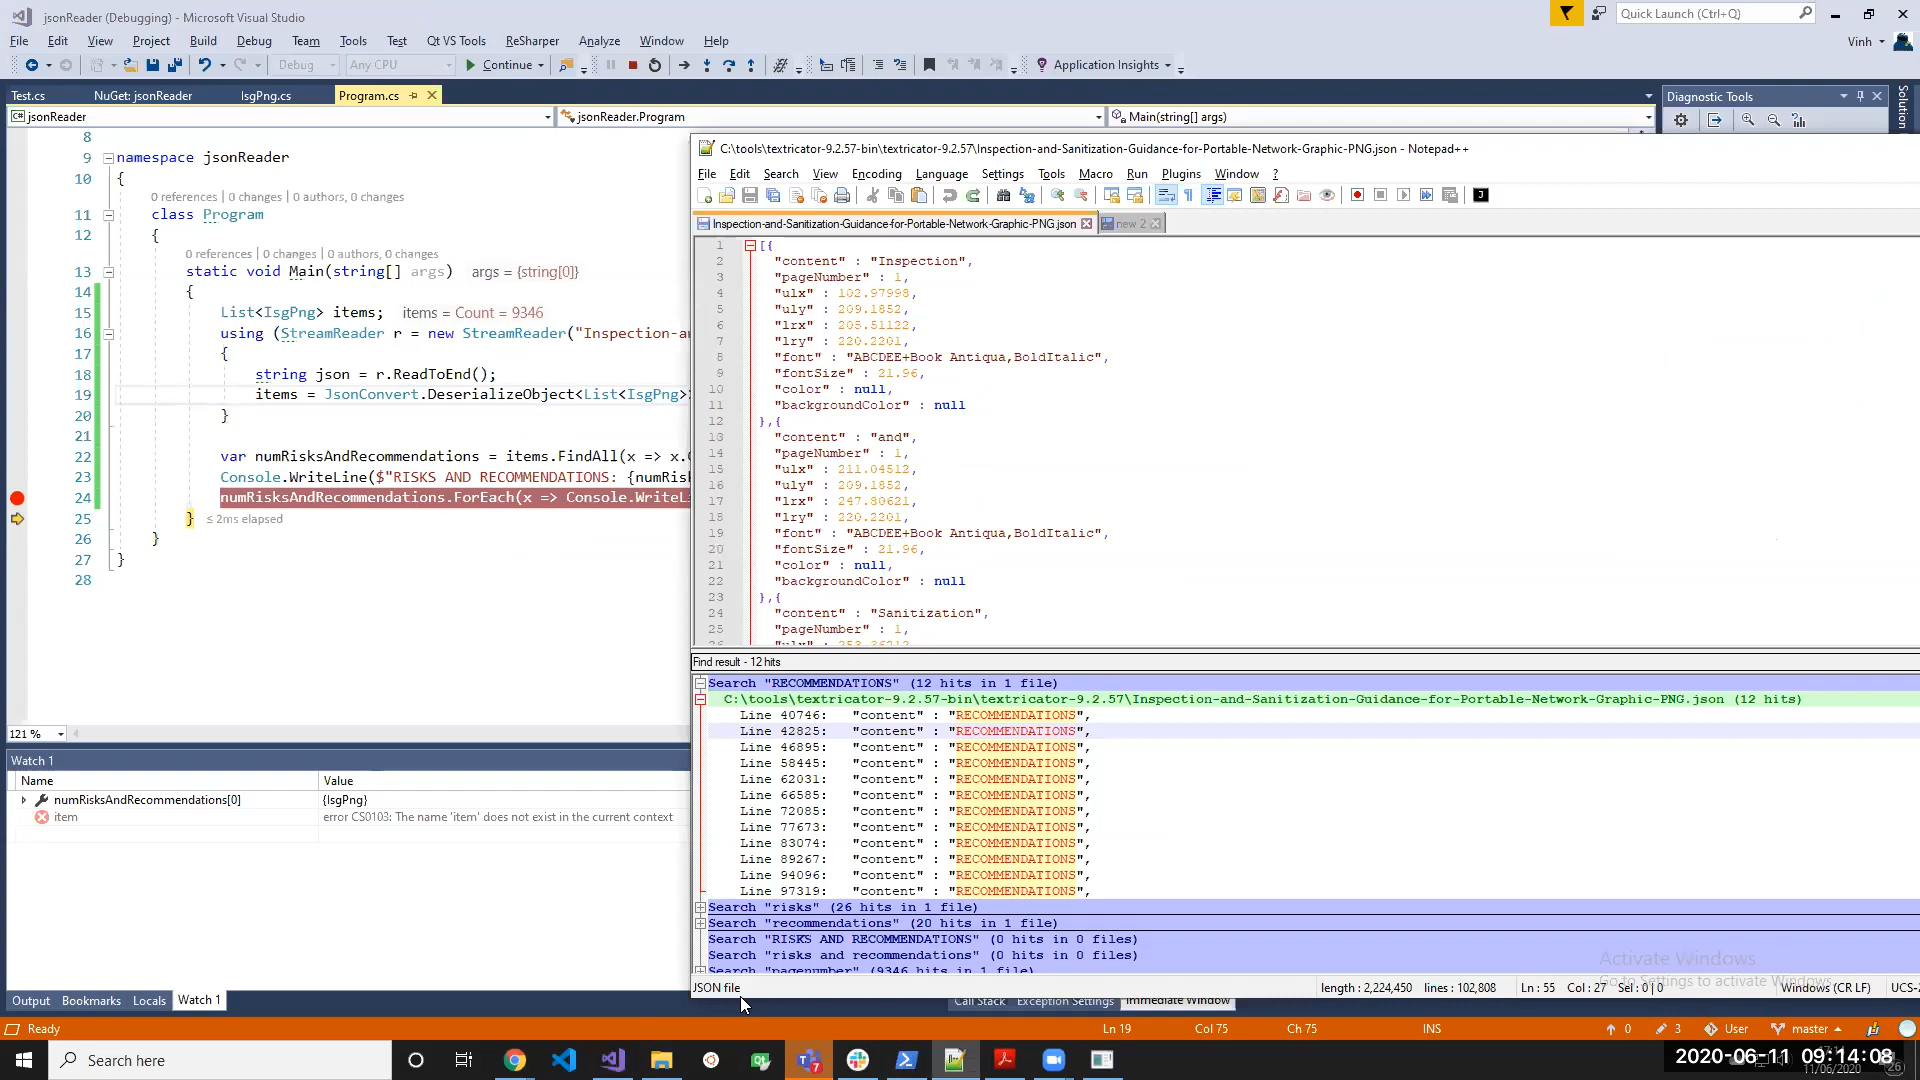 jsonReader (Debugging) - Microsoft Visual Studio
Quick Launch (Ctrl+Q)
File Edit View Project Build Debug Team Tools Test Qt VS Tools ReSharper Analyze Window Help
Vinh
Debug Any CPU Continue Application Insights
Test.cs NuGet: jsonReader IsgPng.cs Program.cs
Diagnostic Tools
Solution
jsonReader jsonReader.Program Main(string[] args)
8
9 namespace jsonReader
10 {
0 references | 0 changes | 0 authors, 0 changes
11 class Program
12 {
0 references | 0 changes | 0 authors, 0 changes
13 static void Main(string[] args) args = {string[0]}
14 {
15 List<IsgPng> items; items = Count = 9346
16 using (StreamReader r = new StreamReader("Inspection-a
17 {
18 string json = r.ReadToEnd();
19 items = JsonConvert.DeserializeObject<List<IsgPng>
20 }
21
22 var numRisksAndRecommendations = items.FindAll(x => x.
23 Console.WriteLine($"RISKS AND RECOMMENDATIONS: {numRis
24 numRisksAndRecommendations.ForEach(x => Console.WriteL
25 } ≤ 2ms elapsed
26 }
27 }
28
121 %
Watch 1
Name Value
numRisksAndRecommendations[0] {IsgPng}
item error CS0103: The name 'item' does not exist in the current context
Output Bookmarks Locals Watch 1
C:\tools\textricator-9.2.57-bin\textricator-9.2.57\Inspection-and-Sanitization-Guidance-for-Portable-Network-Graphic-PNG.json - Notepad++
File Edit Search View Encoding Language Settings Tools Macro Run Plugins Window ?
Inspection-and-Sanitization-Guidance-for-Portable-Network-Graphic-PNG.json new 2
1 [{
2 "content" : "Inspection",
3 "pageNumber" : 1,
4 "ulx" : 102.97998,
5 "uly" : 209.1852,
6 "lrx" : 205.51122,
7 "lry" : 220.2201,
8 "font" : "ABCDEE+Book Antiqua,BoldItalic",
9 "fontSize" : 21.96,
10 "color" : null,
11 "backgroundColor" : null
12 },{
13 "content" : "and",
14 "pageNumber" : 1,
15 "ulx" : 211.04512,
16 "uly" : 209.1852,
17 "lrx" : 247.80621,
18 "lry" : 220.2201,
19 "font" : "ABCDEE+Book Antiqua,BoldItalic",
20 "fontSize" : 21.96,
21 "color" : null,
22 "backgroundColor" : null
23 },{
24 "content" : "Sanitization",
25 "pageNumber" : 1,
Find result - 12 hits
Search "RECOMMENDATIONS" (12 hits in 1 file)
C:\tools\textricator-9.2.57-bin\textricator-9.2.57\Inspection-and-Sanitization-Guidance-for-Portable-Network-Graphic-PNG.json (12 hits)
Line 40746: "content" : "RECOMMENDATIONS",
Line 42825: "content" : "RECOMMENDATIONS",
Line 46895: "content" : "RECOMMENDATIONS",
Line 58445: "content" : "RECOMMENDATIONS",
Line 62031: "content" : "RECOMMENDATIONS",
Line 66585: "content" : "RECOMMENDATIONS",
Line 72085: "content" : "RECOMMENDATIONS",
Line 77673: "content" : "RECOMMENDATIONS",
Line 83074: "content" : "RECOMMENDATIONS",
Line 89267: "content" : "RECOMMENDATIONS",
Line 94096: "content" : "RECOMMENDATIONS",
Line 97319: "content" : "RECOMMENDATIONS",
Search "risks" (26 hits in 1 file)
Search "recommendations" (20 hits in 1 file)
Search "RISKS AND RECOMMENDATIONS" (0 hits in 0 files)
Search "risks and recommendations" (0 hits in 0 files)
Search "pagenumber" (9346 hits in 1 file)
Activate Windows
Go to Settings to activate Windows.
JSON file length : 2,224,450 lines : 102,808 Ln : 55 Col : 27 Sel : 0 | 0 Windows (CR LF) UCS-2
Call Stack Exception Settings Immediate Window
Ready Ln 19 Col 75 Ch 75 INS 0 3 User master
Search here
2020-06-11 09:14:08
11/06/2020
26